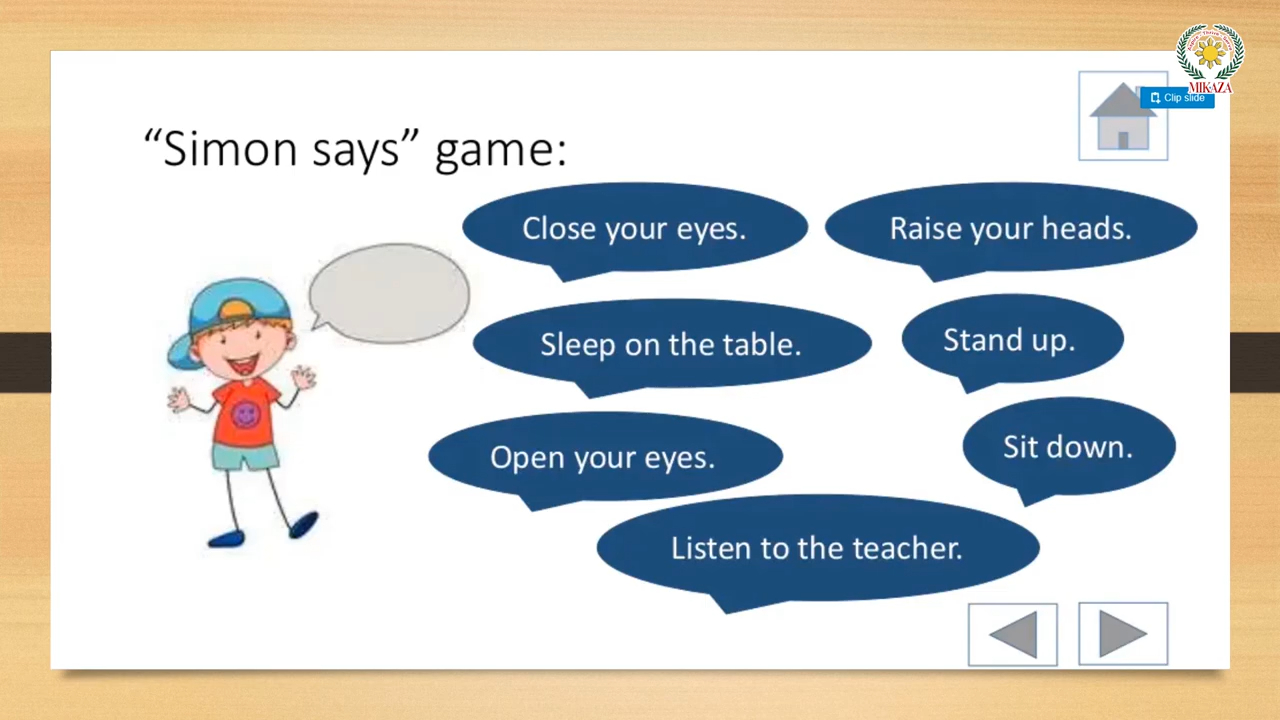 “Simon says” game:
Close your eyes.
Raise your heads.
Sleep on the table.
Stand up.
Open your eyes.
Sit down.
Listen to the teacher.
Clip slide
MIKAZA